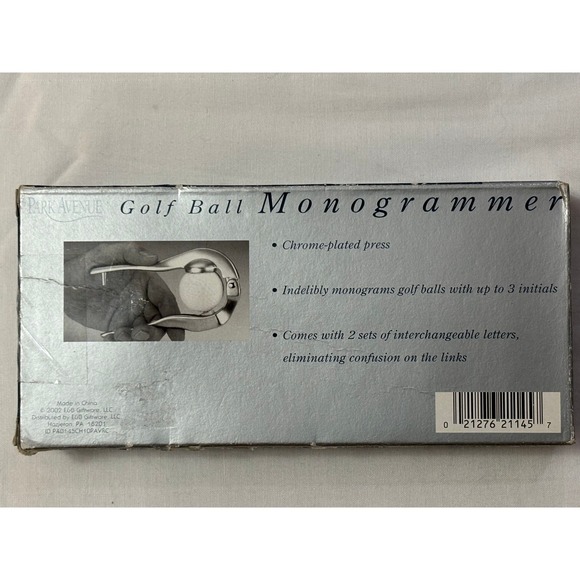 PARK AVENUE Golf Ball Monogrammer
• Chrome-plated press
• Indelibly monograms golf balls with up to 3 initials
• Comes with 2 sets of interchangeable letters,
eliminating confusion on the links
Made in China
© 2002 Giftware, LLC
Distributed by Giftware, LLC
Hazleton, PA 18201
0 21276 21145 7